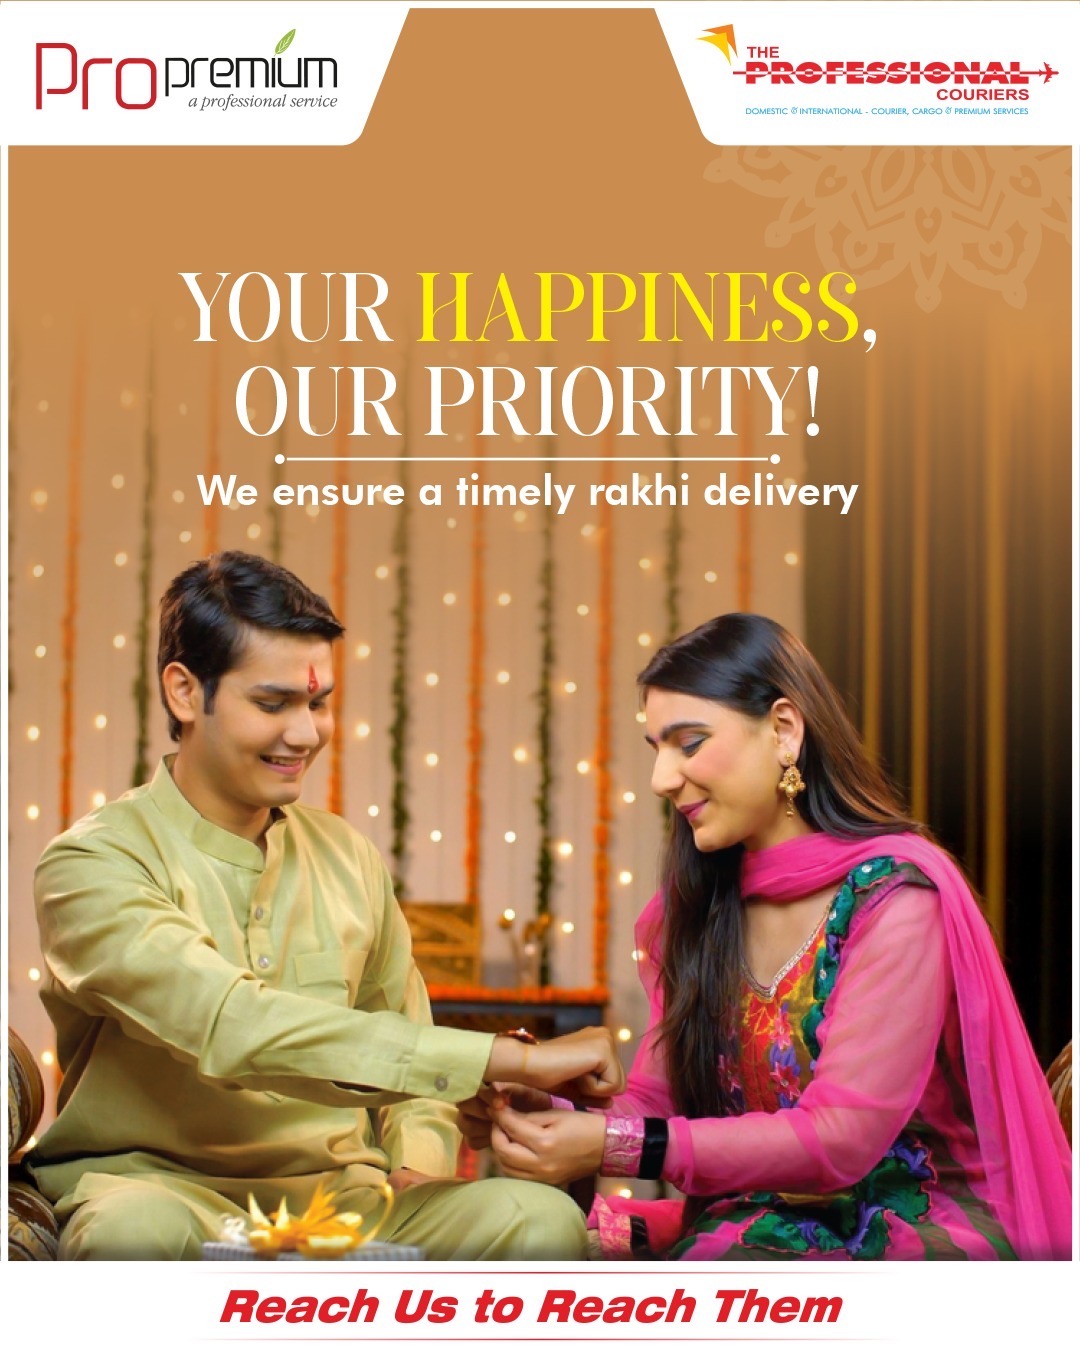 Pro premium
a professional service
THE
PROFESSIONAL
COURIERS
DOMESTIC & INTERNATIONAL - COURIER, CARGO & PREMIUM SERVICES
YOUR HAPPINESS,
OUR PRIORITY!
We ensure a timely rakhi delivery
Reach Us to Reach Them